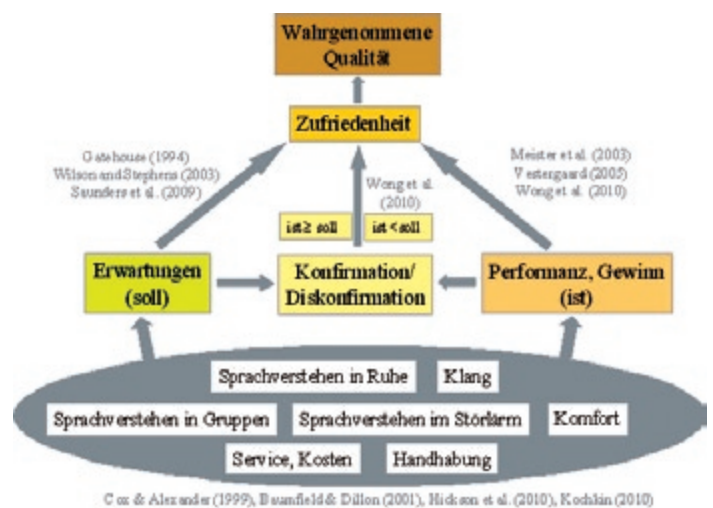 Wahrgenommene
Qualität
Zufriedenheit
Gatehouse (1994)
Wilson and Stephens (2003)
Saunders et al. (2009)
Wong et al.
(2010)
Meister et al. (2003)
Vestergaard (2005)
Wong et al. (2010)
ist ≥ soll
ist < soll
Erwartungen
(soll)
Konfirmation/
Diskonfirmation
Performanz, Gewinn
(ist)
Sprachverstehen in Ruhe
Klang
Sprachverstehen in Gruppen
Sprachverstehen im Störlärm
Komfort
Service, Kosten
Handhabung
Cox & Alexander (1999), Baumfield & Dillon (2001), Hickson et al. (2010), Kochkin (2010)